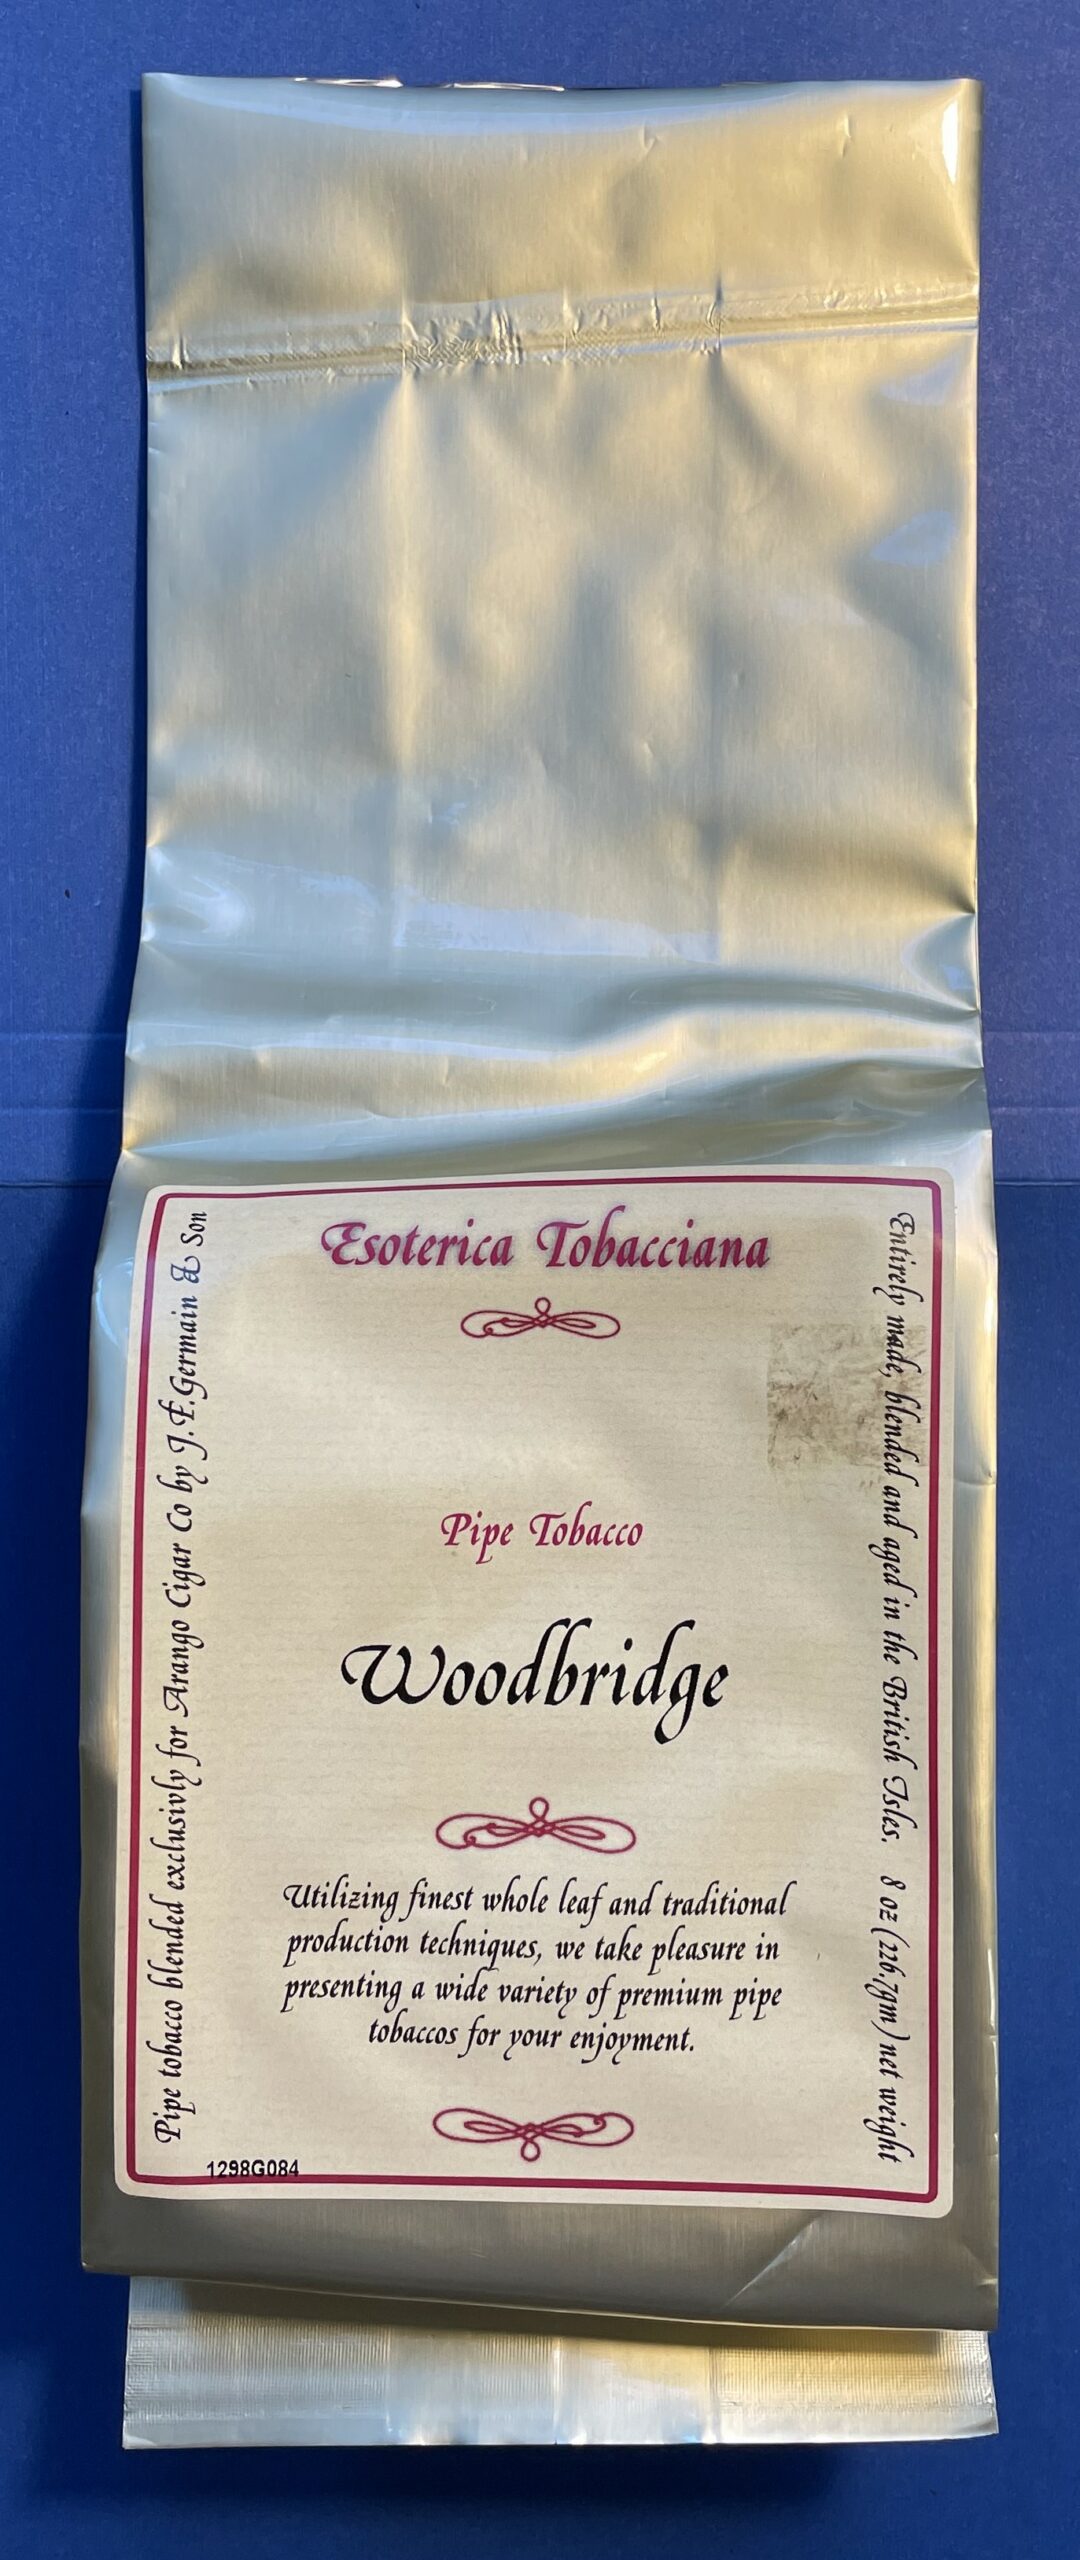 Esoterica Tobacciana
Pipe Tobacco
Woodbridge
Utilizing finest whole leaf and traditional
production techniques, we take pleasure in
presenting a wide variety of premium pipe
tobaccos for your enjoyment.
Pipe tobacco blended exclusivly for Arango Cigar Co by J.F.Germain & Son
Entirely made, blended and aged in the British Isles. 8 oz (226.7gm) net weight
1298G084